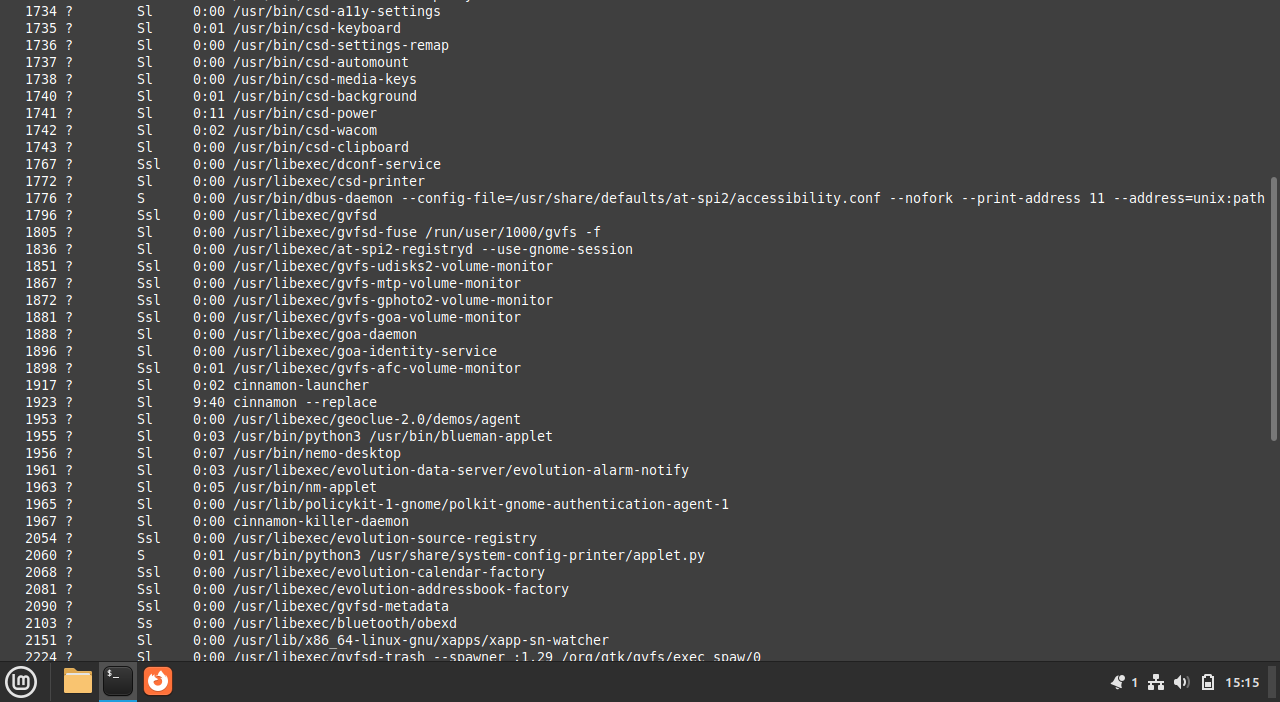 1734 ?        Sl     0:00 /usr/bin/csd-a11y-settings
1735 ?        Sl     0:01 /usr/bin/csd-keyboard
1736 ?        Sl     0:00 /usr/bin/csd-settings-remap
1737 ?        Sl     0:00 /usr/bin/csd-automount
1738 ?        Sl     0:00 /usr/bin/csd-media-keys
1740 ?        Sl     0:01 /usr/bin/csd-background
1741 ?        Sl     0:11 /usr/bin/csd-power
1742 ?        Sl     0:02 /usr/bin/csd-wacom
1743 ?        Sl     0:00 /usr/bin/csd-clipboard
1767 ?        Ssl    0:00 /usr/libexec/dconf-service
1772 ?        Sl     0:00 /usr/libexec/csd-printer
1776 ?        S      0:00 /usr/bin/dbus-daemon --config-file=/usr/share/defaults/at-spi2/accessibility.conf --nofork --print-address 11 --address=unix:path
1796 ?        Ssl    0:00 /usr/libexec/gvfsd
1805 ?        Sl     0:00 /usr/libexec/gvfsd-fuse /run/user/1000/gvfs -f
1836 ?        Sl     0:00 /usr/libexec/at-spi2-registryd --use-gnome-session
1851 ?        Ssl    0:00 /usr/libexec/gvfs-udisks2-volume-monitor
1867 ?        Ssl    0:00 /usr/libexec/gvfs-mtp-volume-monitor
1872 ?        Ssl    0:00 /usr/libexec/gvfs-gphoto2-volume-monitor
1881 ?        Ssl    0:00 /usr/libexec/gvfs-goa-volume-monitor
1888 ?        Sl     0:00 /usr/libexec/goa-daemon
1896 ?        Sl     0:00 /usr/libexec/goa-identity-service
1898 ?        Ssl    0:01 /usr/libexec/gvfs-afc-volume-monitor
1917 ?        Sl     0:02 cinnamon-launcher
1923 ?        Sl     9:40 cinnamon --replace
1953 ?        Sl     0:00 /usr/libexec/geoclue-2.0/demos/agent
1955 ?        Sl     0:03 /usr/bin/python3 /usr/bin/blueman-applet
1956 ?        Sl     0:07 /usr/bin/nemo-desktop
1961 ?        Sl     0:03 /usr/libexec/evolution-data-server/evolution-alarm-notify
1963 ?        Sl     0:05 /usr/bin/nm-applet
1965 ?        Sl     0:00 /usr/lib/policykit-1-gnome/polkit-gnome-authentication-agent-1
1967 ?        Sl     0:00 cinnamon-killer-daemon
2054 ?        Ssl    0:00 /usr/libexec/evolution-source-registry
2060 ?        S      0:01 /usr/bin/python3 /usr/share/system-config-printer/applet.py
2068 ?        Ssl    0:00 /usr/libexec/evolution-calendar-factory
2081 ?        Ssl    0:00 /usr/libexec/evolution-addressbook-factory
2090 ?        Ssl    0:00 /usr/libexec/gvfsd-metadata
2103 ?        Ss     0:00 /usr/libexec/bluetooth/obexd
2151 ?        Sl     0:00 /usr/lib/x86_64-linux-gnu/xapps/xapp-sn-watcher
2224 ?        Sl     0:00 /usr/libexec/gvfsd-trash --spawner :1.29 /org/gtk/gvfs/exec_spaw/0
$_
1
15:15